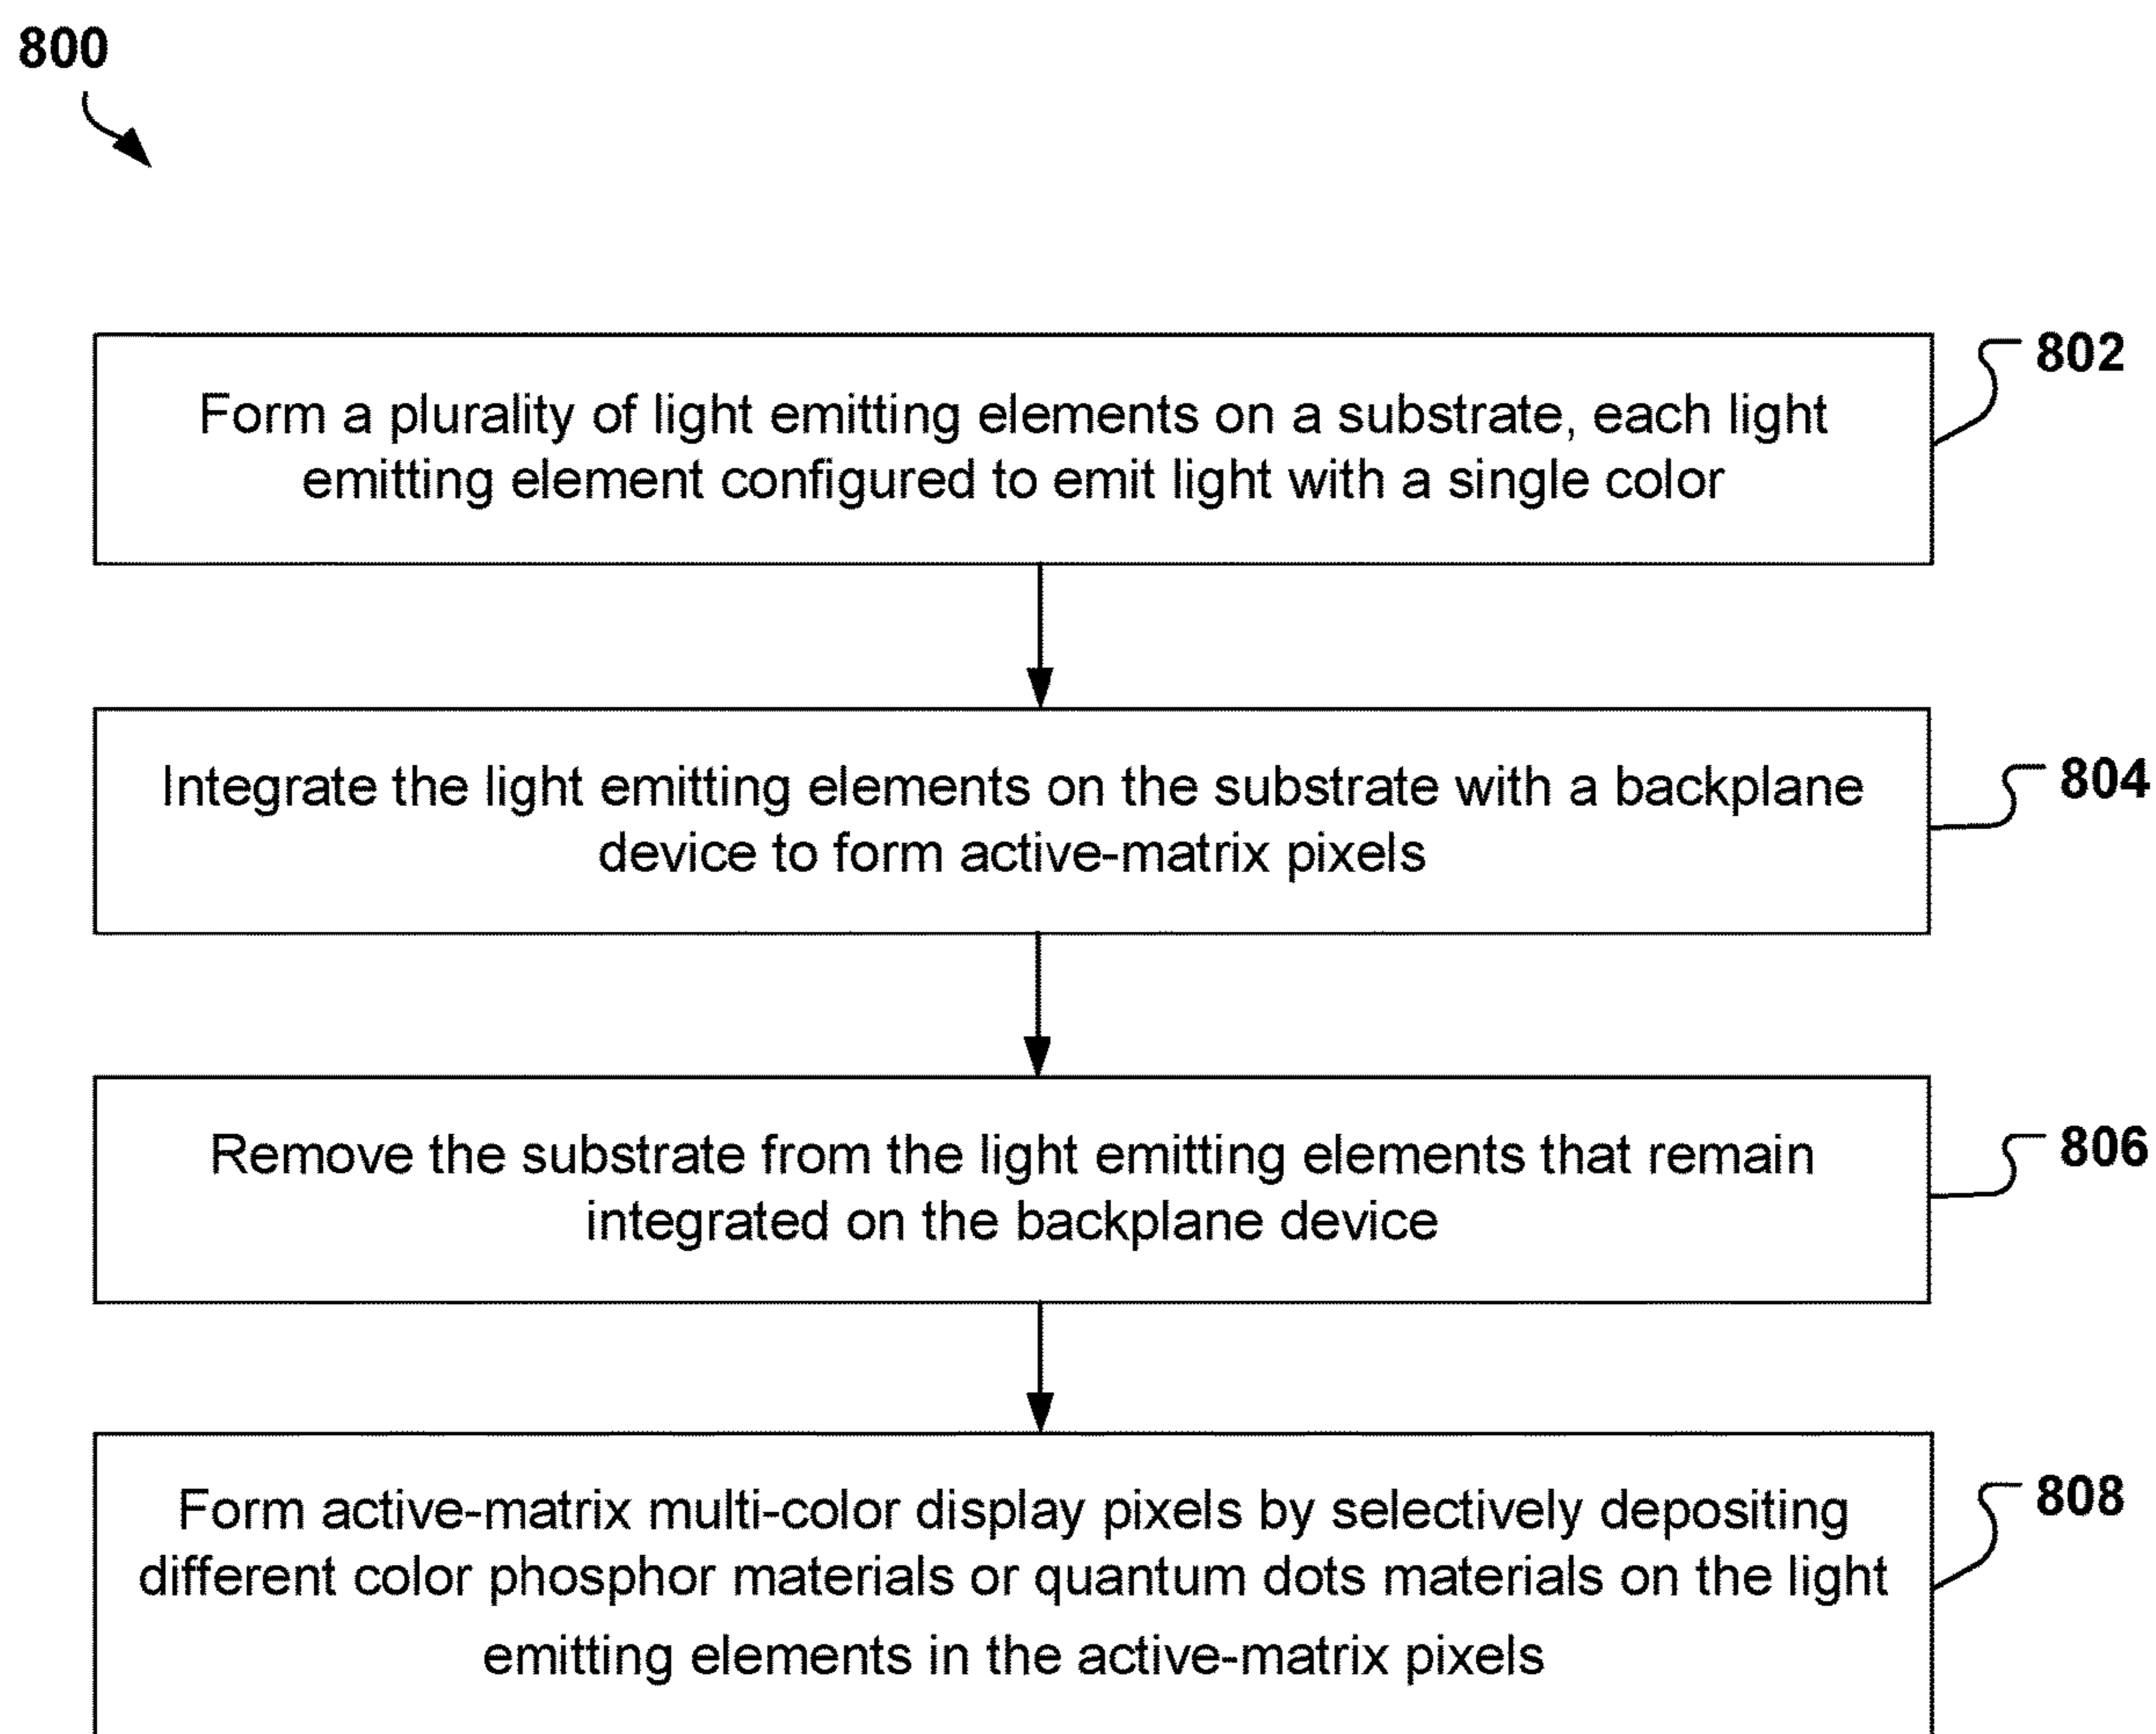 800
Form a plurality of light emitting elements on a substrate, each light
emitting element configured to emit light with a single color
802
Integrate the light emitting elements on the substrate with a backplane
device to form active-matrix pixels
804
Remove the substrate from the light emitting elements that remain
integrated on the backplane device
806
Form active-matrix multi-color display pixels by selectively depositing
different color phosphor materials or quantum dots materials on the light
emitting elements in the active-matrix pixels
808